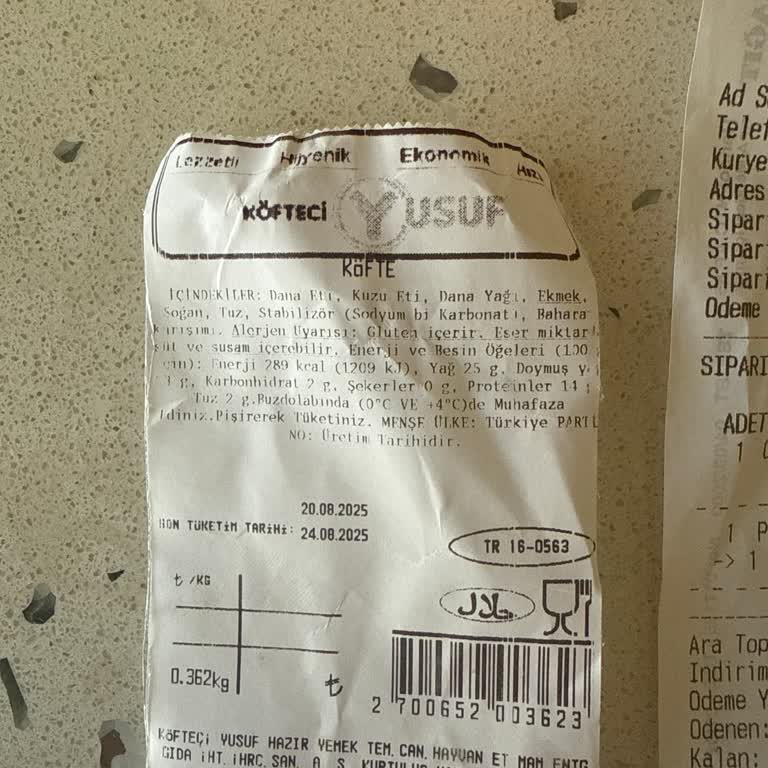 Lezzetli Hijyenik Ekonomik Hızlı
KÖFTECİ YUSUF
KÖFTE
İÇİNDEKİLER: Dana Eti, Kuzu Eti, Dana Yağı, Ekmek,
Soğan, Tuz, Stabilizör (Sodyum bi Karbonat), Bahara
karışımı. Alerjen Uyarısı: Gluten içerir. Eser miktar
süt ve susam içerebilir. Enerji ve Besin Öğeleri (100
için): Enerji 289 kcal (1209 kJ), Yağ 25 g, Doymuş y
g, Karbonhidrat 2 g, Şekerler 0 g, Proteinler 14 g
Tuz 2 g.Buzdolabında (0°C VE +4°C)de Muhafaza
Ediniz.Pişirerek Tüketiniz. MENŞE ÜLKE: Türkiye PARTİ
NO: Üretim Tarihidir.
20.08.2025
SON TÜKETİM TARİHİ: 24.08.2025
TR 16-0563
₺ /KG
حلال
0.362kg ₺
2 700652 003623
KÖFTEÇİ YUSUF HAZIR YEMEK TEM.CAN.HAYVAN ET MAM ENTG
GIDA İHT.İHRC.SAN. A.Ş.
Ad S
Telef
Kurye
Adres
Sipar
Sipar
Sipari
Odeme
SIPARI
ADET
1
1 P
-> 1
Ara Top
Indirim
Odeme Y
Odenen:
Kalan: